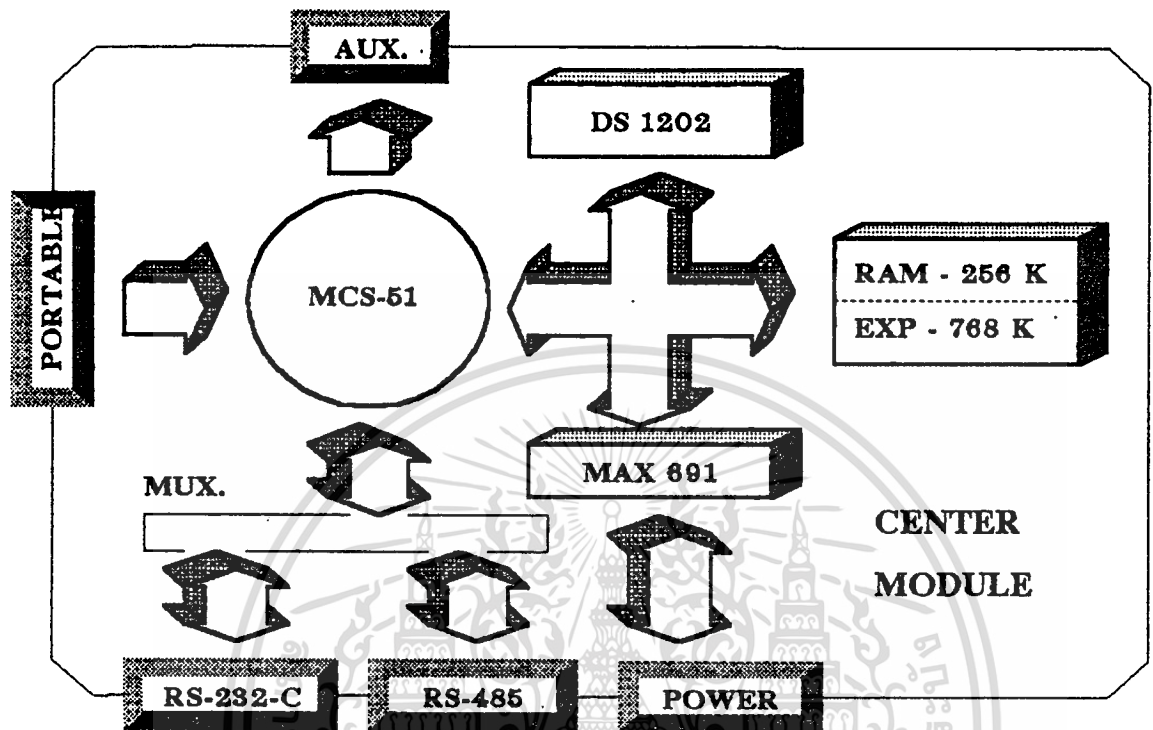 AUX.
DS 1202
PORTABLE
MCS-51
RAM - 256 K
EXP - 768 K
MUX.
MAX 691
CENTER
MODULE
RS-232-C
RS-485
POWER